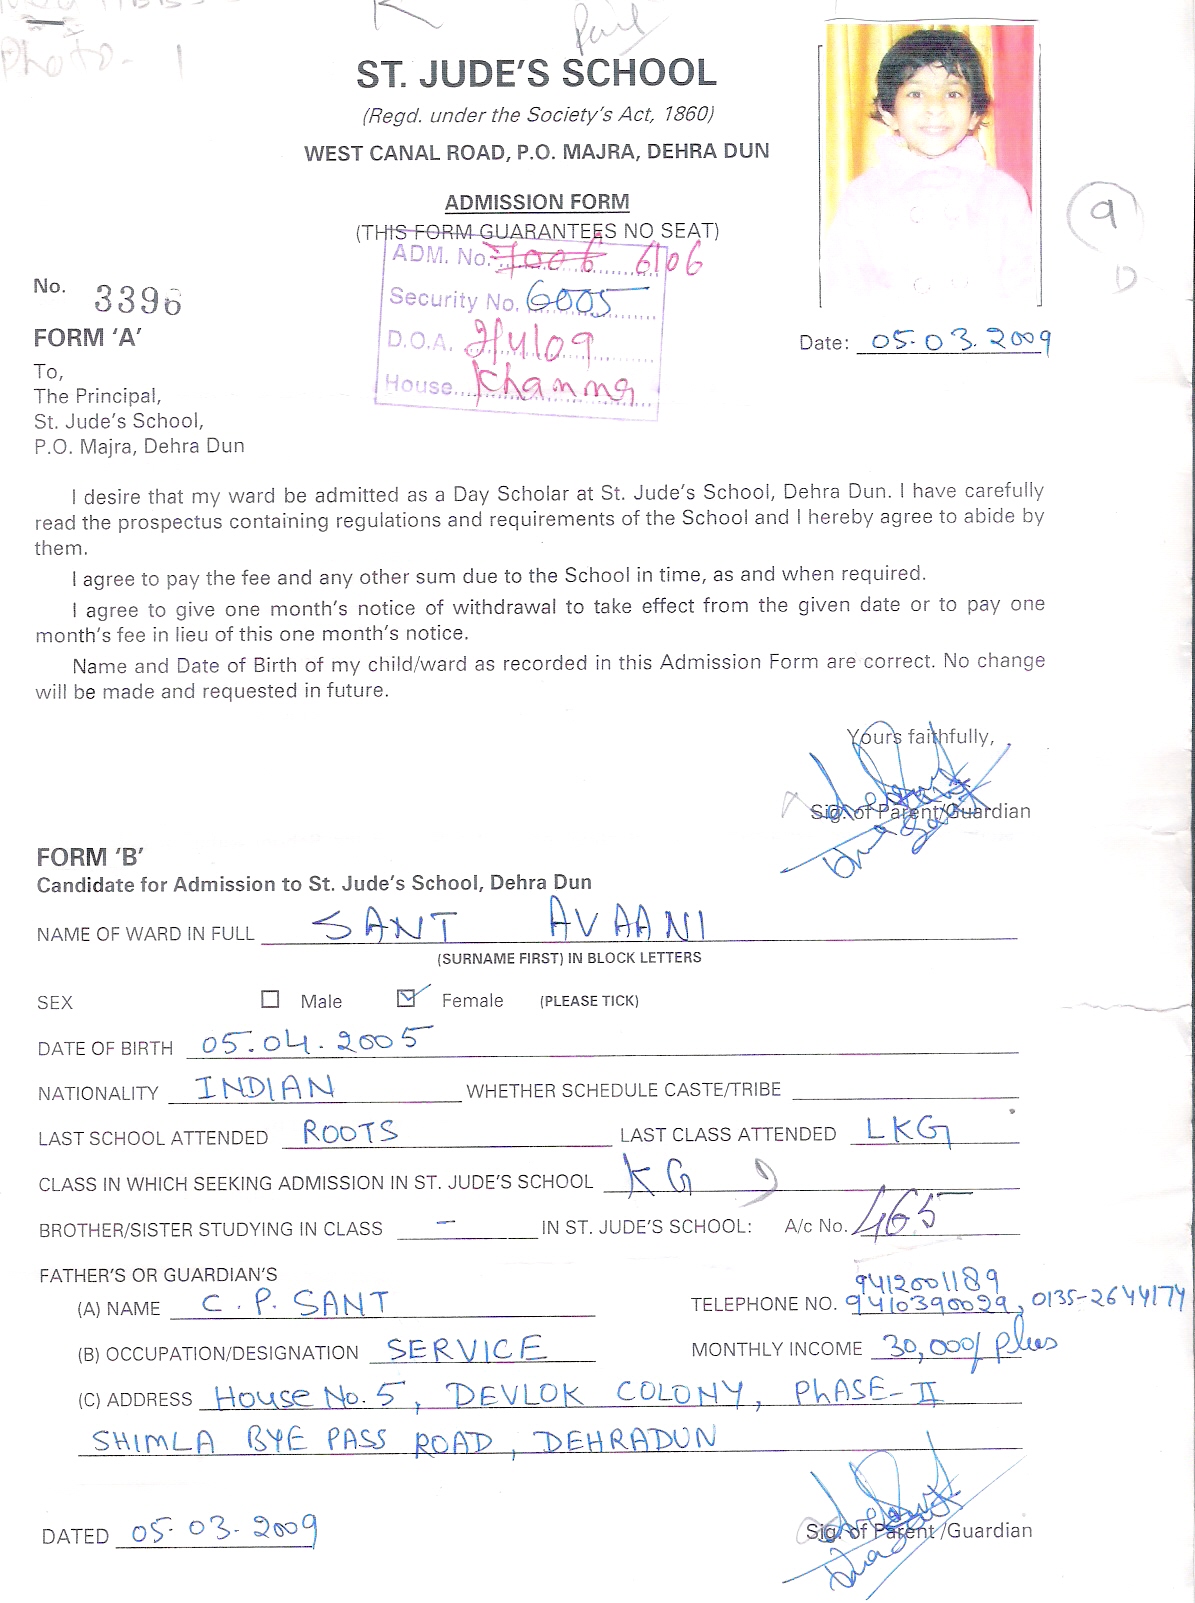 Photo- 1
Paid
ST. JUDE'S SCHOOL
(Regd. under the Society's Act, 1860)
WEST CANAL ROAD, P.O. MAJRA, DEHRA DUN
ADMISSION FORM
(THIS FORM GUARANTEES NO SEAT)
9
D
ADM. No. 7006 6106
Security No. 6005
D.O.A. 2/4/09
House Khanna
No. 3396
FORM 'A'
Date: 05.03.2009
To,
The Principal,
St. Jude's School,
P.O. Majra, Dehra Dun
I desire that my ward be admitted as a Day Scholar at St. Jude's School, Dehra Dun. I have carefully
read the prospectus containing regulations and requirements of the School and I hereby agree to abide by
them.
I agree to pay the fee and any other sum due to the School in time, as and when required.
I agree to give one month's notice of withdrawal to take effect from the given date or to pay one
month's fee in lieu of this one month's notice.
Name and Date of Birth of my child/ward as recorded in this Admission Form are correct. No change
will be made and requested in future.
Yours faithfully,
Sig. of Parent/Guardian
FORM 'B'
Candidate for Admission to St. Jude's School, Dehra Dun
NAME OF WARD IN FULL SANT AVAANI
(SURNAME FIRST) IN BLOCK LETTERS
SEX Male Female (PLEASE TICK)
DATE OF BIRTH 05.04.2005
NATIONALITY INDIAN WHETHER SCHEDULE CASTE/TRIBE
LAST SCHOOL ATTENDED ROOTS LAST CLASS ATTENDED LKG
CLASS IN WHICH SEEKING ADMISSION IN ST. JUDE'S SCHOOL KG
BROTHER/SISTER STUDYING IN CLASS - IN ST. JUDE'S SCHOOL: A/c No. 465
FATHER'S OR GUARDIAN'S
9412001189
(A) NAME C.P. SANT TELEPHONE NO. 9410390029, 0135-2644174
(B) OCCUPATION/DESIGNATION SERVICE MONTHLY INCOME 30,000/ plus
(C) ADDRESS House No. 5, DEVLOK COLONY, PhASE-II
SHIMLA BYE PASS ROAD, DEHRADUN
DATED 05.03.2009
Sig. of Parent/Guardian